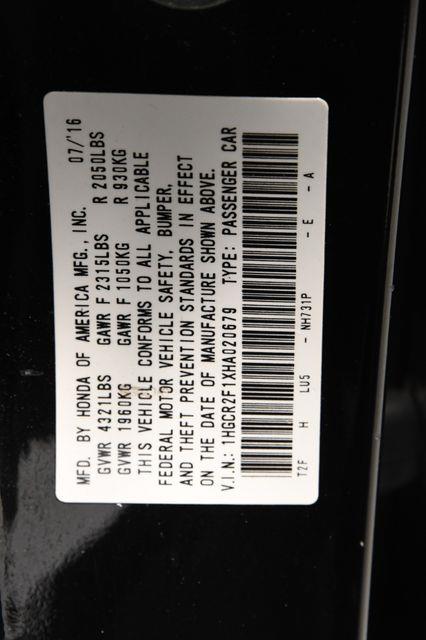 MFD. BY HONDA OF AMERICA MFG., INC. 07/'16
GVWR 4321LBS GAWR F 2315LBS R 2050LBS
GVWR 1960KG GAWR F 1050KG R 930KG
THIS VEHICLE CONFORMS TO ALL APPLICABLE
FEDERAL MOTOR VEHICLE SAFETY, BUMPER,
AND THEFT PREVENTION STANDARDS IN EFFECT
ON THE DATE OF MANUFACTURE SHOWN ABOVE.
V.I.N.: 1HGCR2F1XHA020679 TYPE: PASSENGER CAR
T2F H LU5 - NH731P - E - A